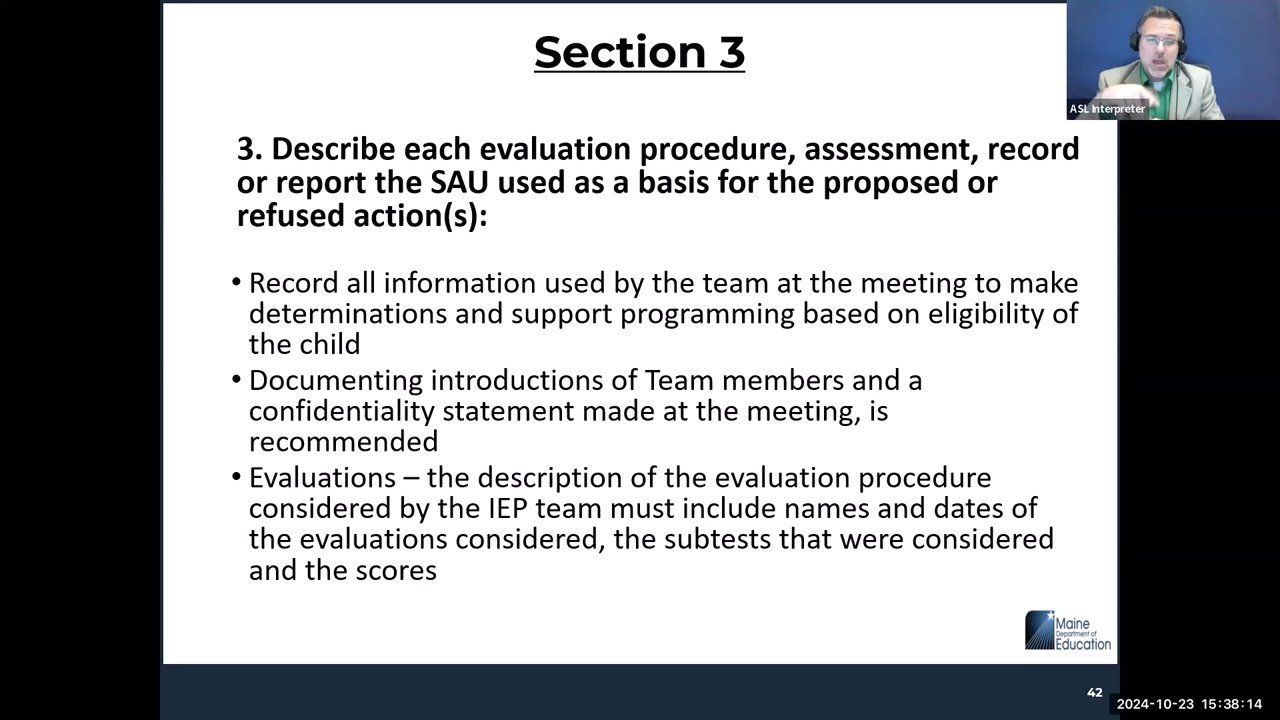 Section 3
ASL Interpreter
3. Describe each evaluation procedure, assessment, record
or report the SAU used as a basis for the proposed or
refused action(s):
• Record all information used by the team at the meeting to make
determinations and support programming based on eligibility of
the child
• Documenting introductions of Team members and a
confidentiality statement made at the meeting, is
recommended
• Evaluations – the description of the evaluation procedure
considered by the IEP team must include names and dates of
the evaluations considered, the subtests that were considered
and the scores
Maine
Department of
Education
42
2024-10-23 15:38:14